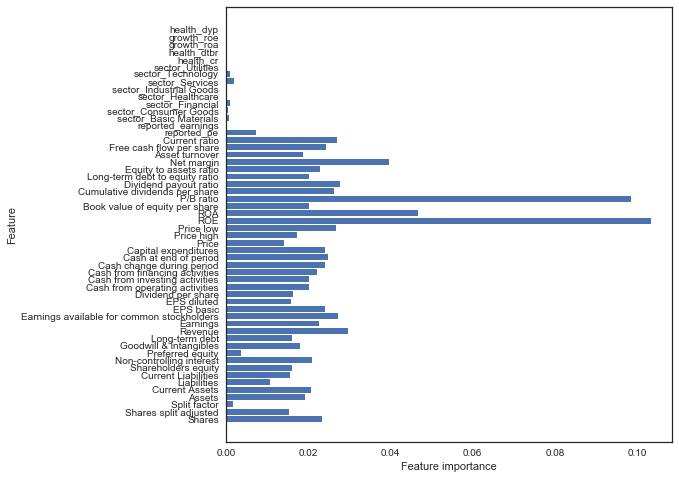 health_dyp
growth_roe
growth_roa
health_dtbr
health_cr
sector_Utilities
sector_Technology
sector_Services
sector_Industrial Goods
sector_Healthcare
sector_Financial
sector_Consumer Goods
sector_Basic Materials
reported_earnings
reported_pe
Current ratio
Free cash flow per share
Asset turnover
Net margin
Equity to assets ratio
Long-term debt to equity ratio
Dividend payout ratio
Cumulative dividends per share
P/B ratio
Book value of equity per share
ROA
ROE
Price low
Price high
Price
Capital expenditures
Cash at end of period
Cash change during period
Cash from financing activities
Cash from investing activities
Cash from operating activities
Dividend per share
EPS diluted
EPS basic
Earnings available for common stockholders
Earnings
Revenue
Long-term debt
Goodwill & intangibles
Preferred equity
Non-controlling interest
Shareholders equity
Current Liabilities
Liabilities
Current Assets
Assets
Split factor
Shares split adjusted
Shares
Feature
0.00 0.02 0.04 0.06 0.08 0.10
Feature importance